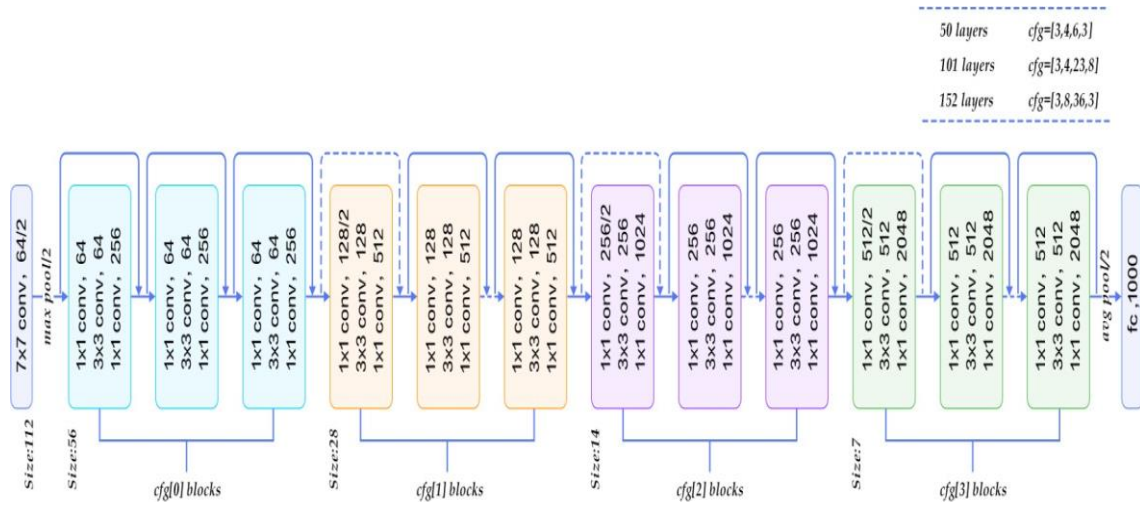 50 layers cfg=[3,4,6,3]
101 layers cfg=[3,4,23,8]
152 layers cfg=[3,8,36,3]
7x7 conv, 64/2
max pool/2
1x1 conv, 64
3x3 conv, 64
1x1 conv, 256
1x1 conv, 64
3x3 conv, 64
1x1 conv, 256
1x1 conv, 64
3x3 conv, 64
1x1 conv, 256
1x1 conv, 128/2
3x3 conv, 128
1x1 conv, 512
1x1 conv, 128
3x3 conv, 128
1x1 conv, 512
1x1 conv, 128
3x3 conv, 128
1x1 conv, 512
1x1 conv, 256/2
3x3 conv, 256
1x1 conv, 1024
1x1 conv, 256
3x3 conv, 256
1x1 conv, 1024
1x1 conv, 256
3x3 conv, 256
1x1 conv, 1024
1x1 conv, 512/2
3x3 conv, 512
1x1 conv, 2048
1x1 conv, 512
3x3 conv, 512
1x1 conv, 2048
1x1 conv, 512
3x3 conv, 512
1x1 conv, 2048
avg pool/2
fc ,1000
Size:112
Size:56
Size:28
Size:14
Size:7
cfg[0] blocks
cfg[1] blocks
cfg[2] blocks
cfg[3] blocks